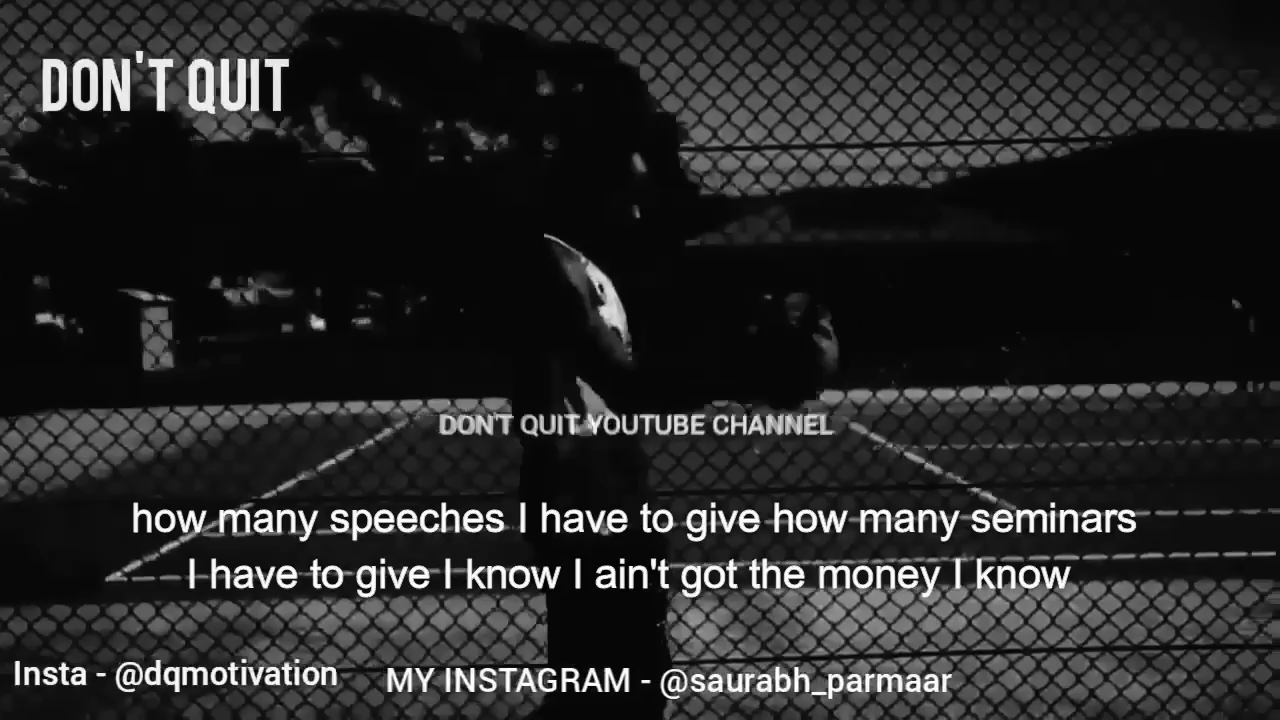 DON'T QUIT
DON'T QUIT YOUTUBE CHANNEL
how many speeches I have to give how many seminars
I have to give I know I ain't got the money I know
Insta - @dqmotivation
MY INSTAGRAM - @saurabh_parmaar